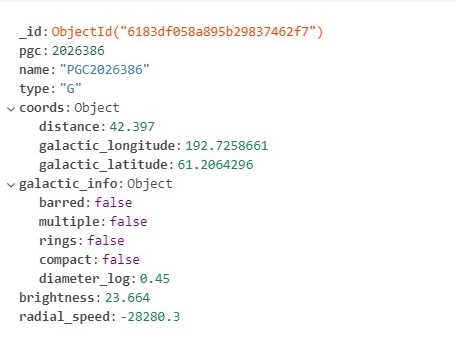 _id: ObjectId("6183df058a895b29837462f7")
pgc: 2026386
name: "PGC2026386"
type: "G"
coords: Object
distance: 42.397
galactic_longitude: 192.7258661
galactic_latitude: 61.2064296
galactic_info: Object
barred: false
multiple: false
rings: false
compact: false
diameter_log: 0.45
brightness: 23.664
radial_speed: -28280.3